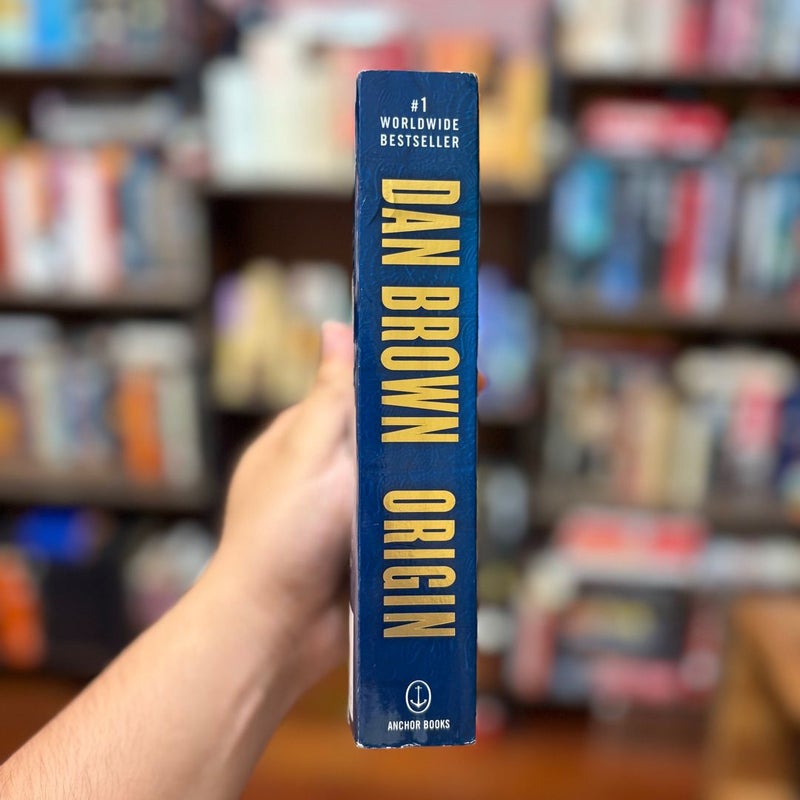 #1
WORLDWIDE
BESTSELLER
DAN BROWN ORIGIN
ANCHOR BOOKS